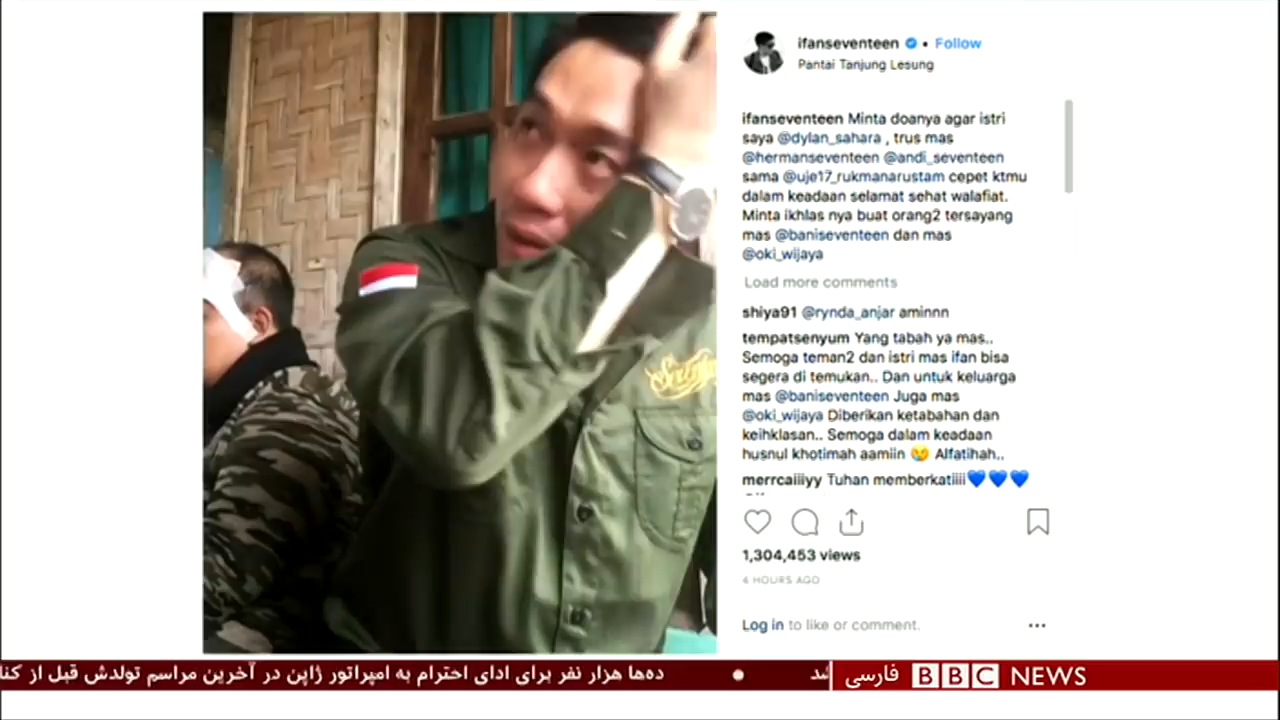 ifanseventeen • Follow
Pantai Tanjung Lesung
ifanseventeen Minta doanya agar istri
saya @dylan_sahara , trus mas
@hermanseventeen @andi_seventeen
sama @uje17_rukmanarustam cepet ktmu
dalam keadaan selamat sehat walafiat.
Minta ikhlas nya buat orang2 tersayang
mas @baniseventeen dan mas
@oki_wijaya
Load more comments
shiya91 @rynda_anjar aminnn
tempatsenyum Yang tabah ya mas..
Semoga teman2 dan istri mas ifan bisa
segera di temukan.. Dan untuk keluarga
mas @baniseventeen Juga mas
@oki_wijaya Diberikan ketabahan dan
keihklasan.. Semoga dalam keadaan
husnul khotimah aamiin 😢 Alfatihah..
merrcaiiiyy Tuhan memberkatiiii💙💙💙
1,304,453 views
4 HOURS AGO
Log in to like or comment.
ده‌ها هزار نفر برای ادای احترام به امپراتور ژاپن در آخرین مراسم تولدش قبل از
فارسی BBC NEWS